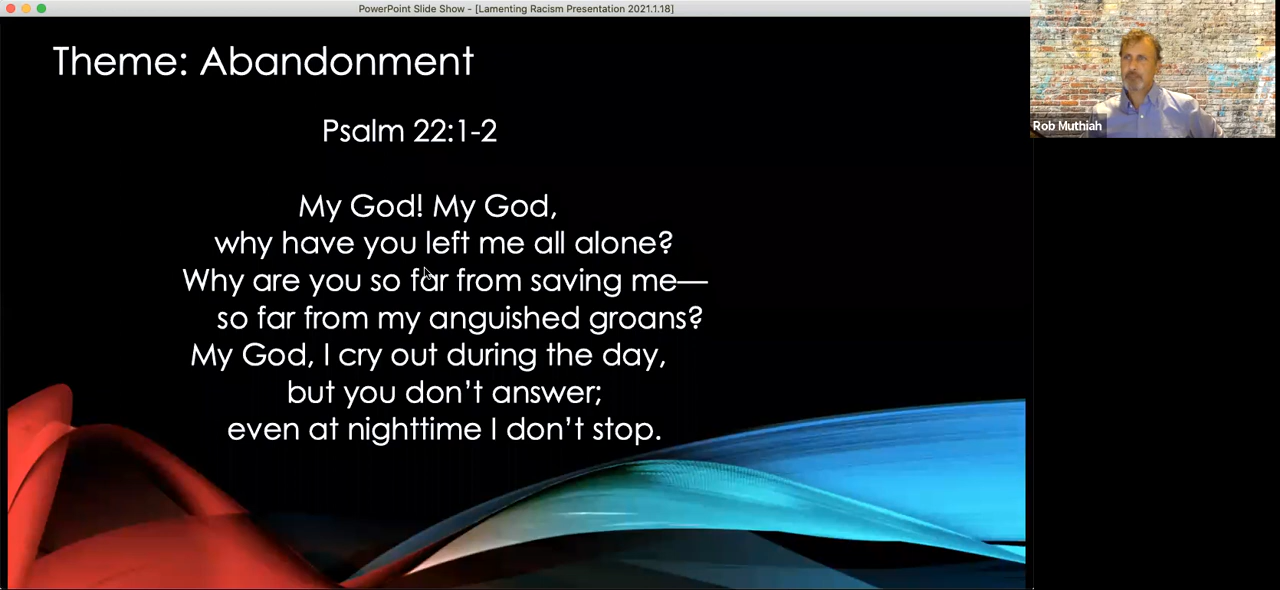 PowerPoint Slide Show - [Lamenting Racism Presentation 2021.1.18]
Theme: Abandonment
Psalm 22:1-2
My God! My God,
why have you left me all alone?
Why are you so far from saving me—
so far from my anguished groans?
My God, I cry out during the day,
but you don't answer;
even at nighttime I don't stop.
Rob Muthiah